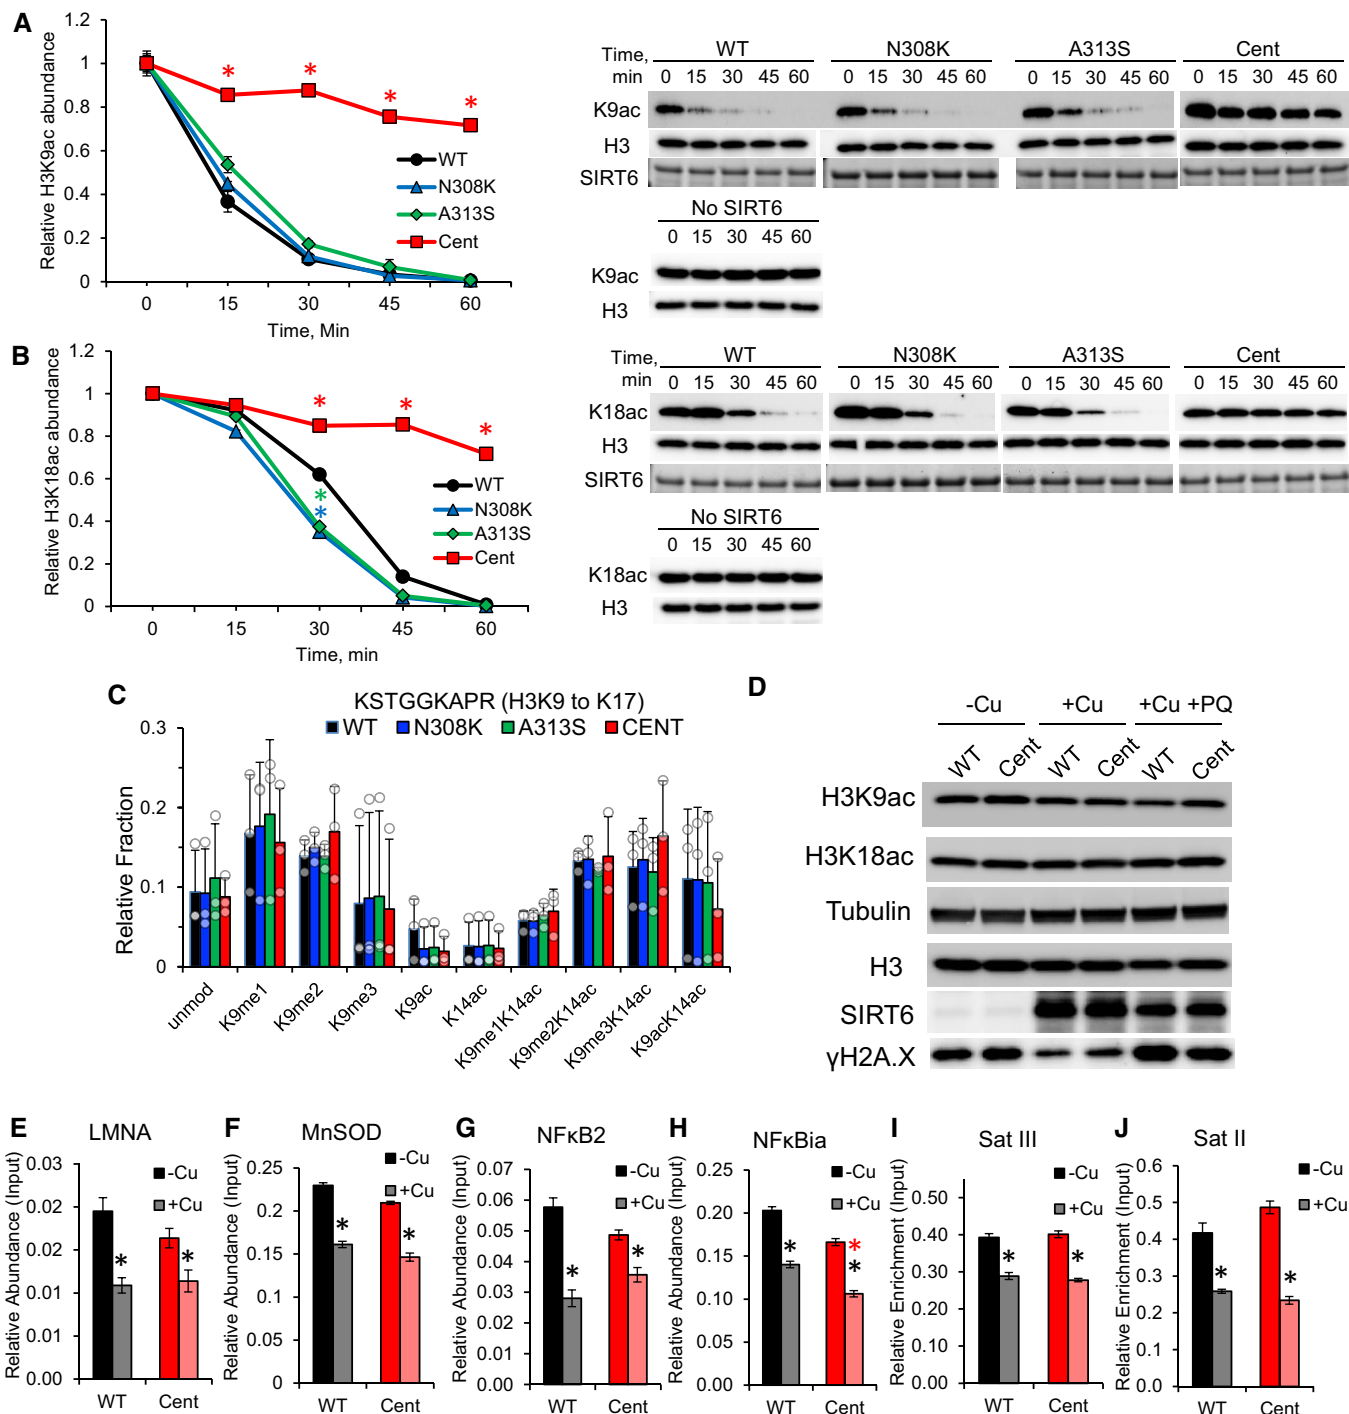 A
1.2
1
0.8
0.6
0.4
0.2
0
Relative H3K9ac abundance
* * * *
WT
N308K
A313S
Cent
0 15 30 45 60
Time, Min
Time, min
WT N308K A313S Cent
0 15 30 45 60 0 15 30 45 60 0 15 30 45 60 0 15 30 45 60
K9ac
H3
SIRT6
No SIRT6
0 15 30 45 60
K9ac
H3
B
1.2
1
0.8
0.6
0.4
0.2
0
Relative H3K18ac abundance
* * *
*
*
WT
N308K
A313S
Cent
0 15 30 45 60
Time, min
Time, min
WT N308K A313S Cent
0 15 30 45 60 0 15 30 45 60 0 15 30 45 60 0 15 30 45 60
K18ac
H3
SIRT6
No SIRT6
0 15 30 45 60
K18ac
H3
C
KSTGGKAPR (H3K9 to K17)
WT N308K A313S CENT
0.3
0.2
0.1
0
Relative Fraction
unmod K9me1 K9me2 K9me3 K9ac K14ac K9me1K14ac K9me2K14ac K9me3K14ac K9acK14ac
D
-Cu +Cu +Cu +PQ
WT Cent WT Cent WT Cent
H3K9ac
H3K18ac
Tubulin
H3
SIRT6
γH2A.X
E
LMNA
-Cu
+Cu
0.03
0.02
0.02
0.01
0.01
0.00
Relative Abundance (Input)
* *
WT Cent
F
MnSOD
-Cu
+Cu
0.25
0.2
0.15
0.1
0.05
0
Relative Abundance (Input)
* *
WT Cent
G
NFκB2
-Cu
+Cu
0.07
0.06
0.05
0.04
0.03
0.02
0.01
0.00
Relative Abundance (Input)
* *
WT Cent
H
NFκBia
-Cu
+Cu
0.25
0.20
0.15
0.10
0.05
0
Relative Abundance (Input)
* * *
WT Cent
I
Sat III
-Cu
+Cu
0.50
0.40
0.30
0.20
0.10
0.00
Relative Enrichment (Input)
* *
WT Cent
J
Sat II
-Cu
+Cu
0.6
0.5
0.4
0.3
0.2
0.1
0
Relative Enrichment (Input)
* *
WT Cent